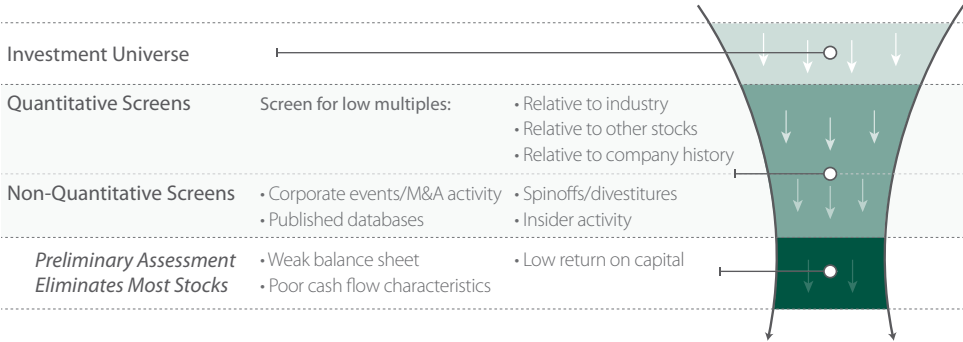 Investment Universe
Quantitative Screens Screen for low multiples: • Relative to industry
• Relative to other stocks
• Relative to company history
Non-Quantitative Screens • Corporate events/M&A activity • Spinoffs/divestitures
• Published databases • Insider activity
Preliminary Assessment • Weak balance sheet • Low return on capital
Eliminates Most Stocks • Poor cash flow characteristics